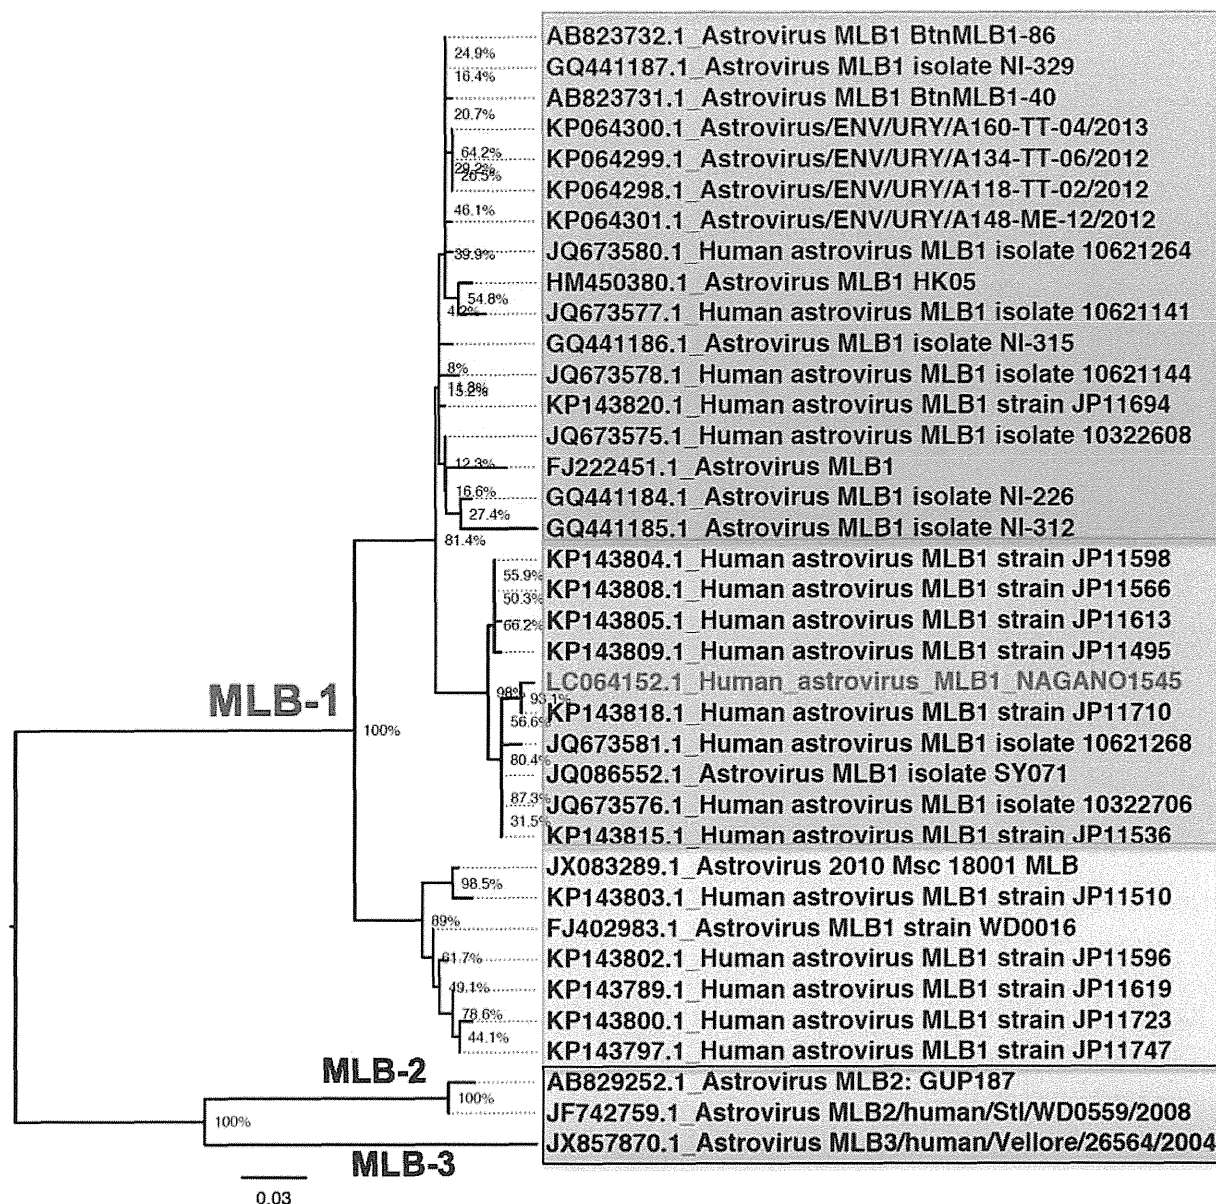 AB823732.1_Astrovirus MLB1 BtnMLB1-86
24.9%
GQ441187.1_Astrovirus MLB1 isolate NI-329
16.4%
AB823731.1_Astrovirus MLB1 BtnMLB1-40
20.7%
KP064300.1_Astrovirus/ENV/URY/A160-TT-04/2013
64.2%
KP064299.1_Astrovirus/ENV/URY/A134-TT-06/2012
KP064298.1_Astrovirus/ENV/URY/A118-TT-02/2012
46.1%
KP064301.1_Astrovirus/ENV/URY/A148-ME-12/2012
39.9%
JQ673580.1_Human astrovirus MLB1 isolate 10621264
HM450380.1_Astrovirus MLB1 HK05
54.8%
4.2%
JQ673577.1_Human astrovirus MLB1 isolate 10621141
GQ441186.1_Astrovirus MLB1 isolate NI-315
8%
JQ673578.1_Human astrovirus MLB1 isolate 10621144
KP143820.1_Human astrovirus MLB1 strain JP11694
JQ673575.1_Human astrovirus MLB1 isolate 10322608
12.3%
FJ222451.1_Astrovirus MLB1
16.6%
GQ441184.1_Astrovirus MLB1 isolate NI-226
27.4%
GQ441185.1_Astrovirus MLB1 isolate NI-312
81.4%
KP143804.1_Human astrovirus MLB1 strain JP11598
55.9%
KP143808.1_Human astrovirus MLB1 strain JP11566
50.3%
KP143805.1_Human astrovirus MLB1 strain JP11613
66.2%
KP143809.1_Human astrovirus MLB1 strain JP11495
LC064152.1_Human_astrovirus_MLB1_NAGANO1545
98%
93.1%
MLB-1
KP143818.1_Human astrovirus MLB1 strain JP11710
56.6%
100%
JQ673581.1_Human astrovirus MLB1 isolate 10621268
80.4%
JQ086552.1_Astrovirus MLB1 isolate SY071
87.3%
JQ673576.1_Human astrovirus MLB1 isolate 10322706
31.5%
KP143815.1_Human astrovirus MLB1 strain JP11536
JX083289.1_Astrovirus 2010 Msc 18001 MLB
98.5%
KP143803.1_Human astrovirus MLB1 strain JP11510
89%
FJ402983.1_Astrovirus MLB1 strain WD0016
61.7%
KP143802.1_Human astrovirus MLB1 strain JP11596
49.1%
KP143789.1_Human astrovirus MLB1 strain JP11619
78.6%
KP143800.1_Human astrovirus MLB1 strain JP11723
44.1%
KP143797.1_Human astrovirus MLB1 strain JP11747
MLB-2
AB829252.1_Astrovirus MLB2: GUP187
100%
JF742759.1_Astrovirus MLB2/human/Stl/WD0559/2008
100%
JX857870.1_Astrovirus MLB3/human/Vellore/26564/2004
MLB-3
0.03